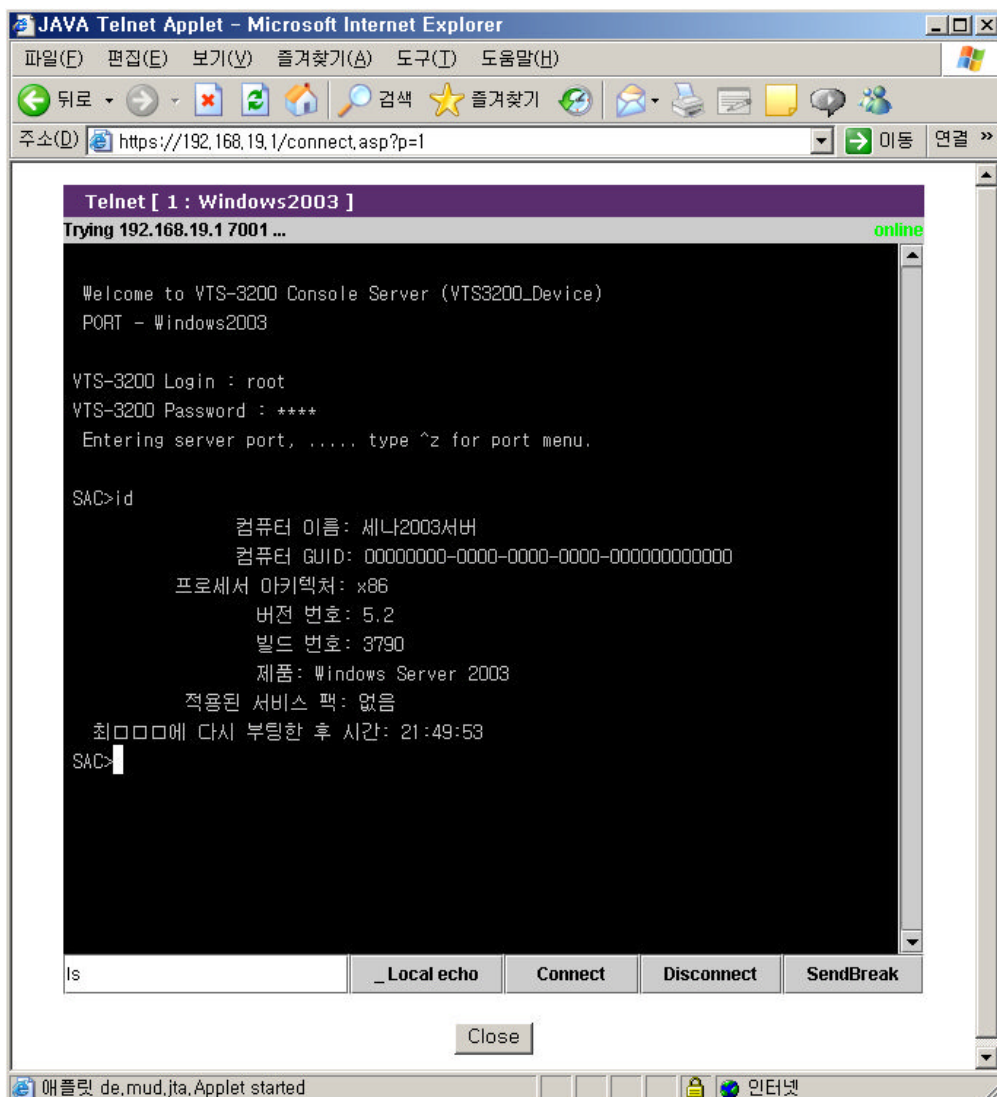 JAVA Telnet Applet - Microsoft Internet Explorer
파일(F) 편집(E) 보기(V) 즐겨찾기(A) 도구(T) 도움말(H)
뒤로 검색 즐겨찾기
주소(D) https://192,168,19,1/connect,asp?p=1 이동 연결 »
Telnet [ 1 : Windows2003 ]
Trying 192.168.19.1 7001 ... online
Welcome to VTS-3200 Console Server (VTS3200_Device)
PORT - Windows2003
VTS-3200 Login : root
VTS-3200 Password : ****
Entering server port, ..... type ^z for port menu.
SAC>id
컴퓨터 이름: 세나2003서버
컴퓨터 GUID: 00000000-0000-0000-0000-000000000000
프로세서 아키텍처: x86
버전 번호: 5.2
빌드 번호: 3790
제품: ₩indows Server 2003
적용된 서비스 팩: 없음
최□□□에 다시 부팅한 후 시간: 21:49:53
SAC>
ls _Local echo Connect Disconnect SendBreak
Close
애플릿 de,mud,jta,Applet started 인터넷